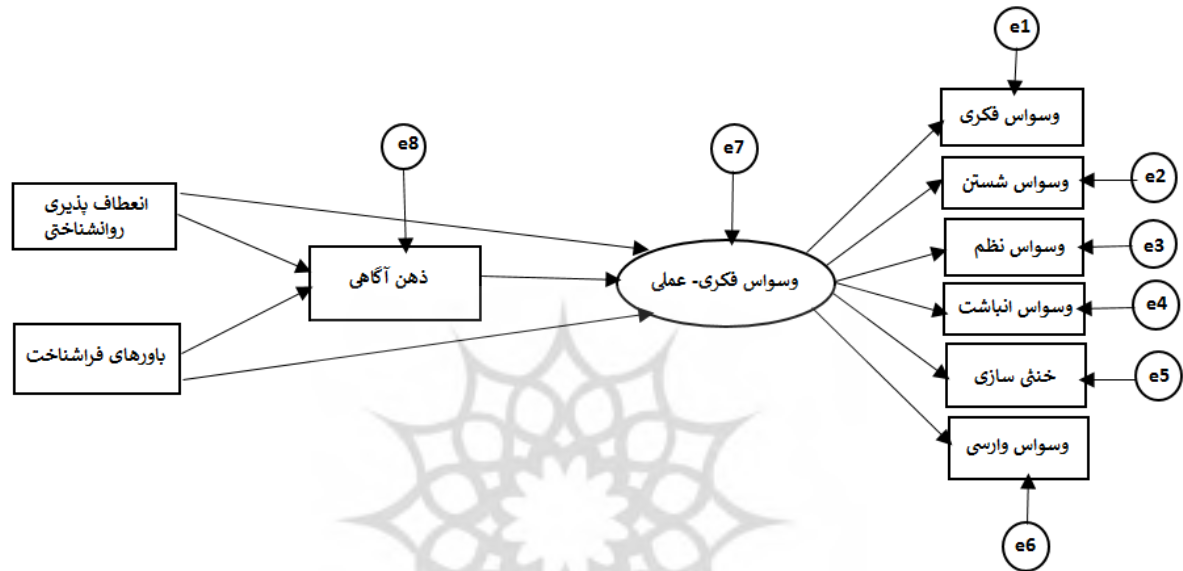 e1
وسواس فکری
e8
e7
وسواس شستن
e2
انعطاف پذیری
روانشناختی
وسواس نظم
e3
ذهن آگاهی
وسواس فکری- عملی
وسواس انباشت
e4
باورهای فراشناخت
خنثی سازی
e5
وسواس وارسی
e6